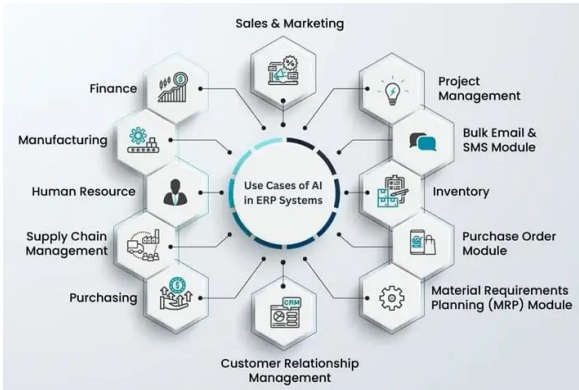 Sales & Marketing
Finance
Project
Management
Manufacturing
Bulk Email &
SMS Module
Human Resource
Use Cases of AI
in ERP Systems
Inventory
Supply Chain
Management
Purchase Order
Module
Purchasing
CRM
Material Requirements
Planning (MRP) Module
Customer Relationship
Management